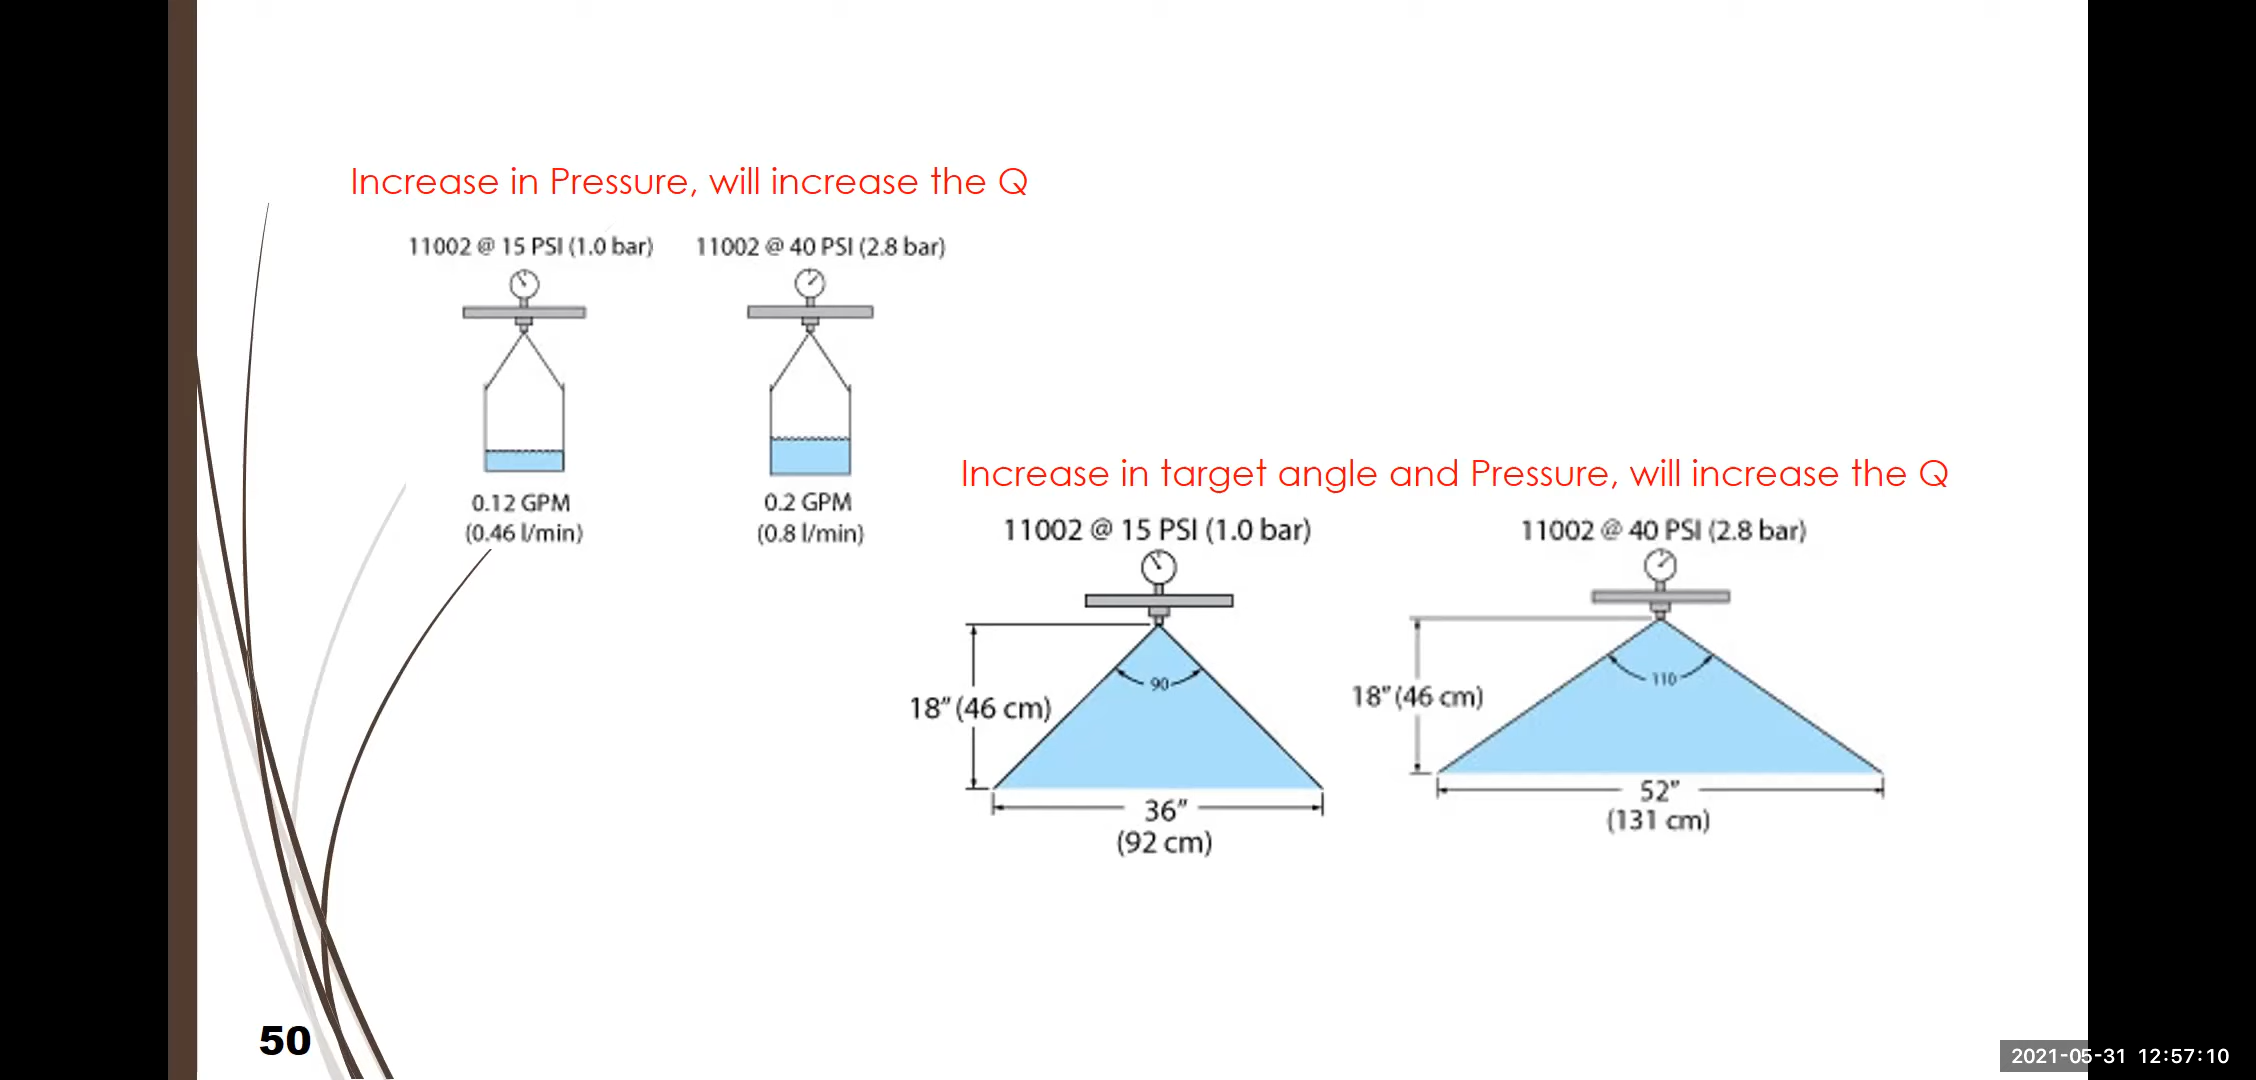 Increase in Pressure, will increase the Q
11002 @ 15 PSI (1.0 bar)
11002 @ 40 PSI (2.8 bar)
0.12 GPM
(0.46 l/min)
0.2 GPM
(0.8 l/min)
Increase in target angle and Pressure, will increase the Q
11002 @ 15 PSI (1.0 bar)
90
18" (46 cm)
36"
(92 cm)
11002 @ 40 PSI (2.8 bar)
110
18" (46 cm)
52"
(131 cm)
50
2021-05-31 12:57:10